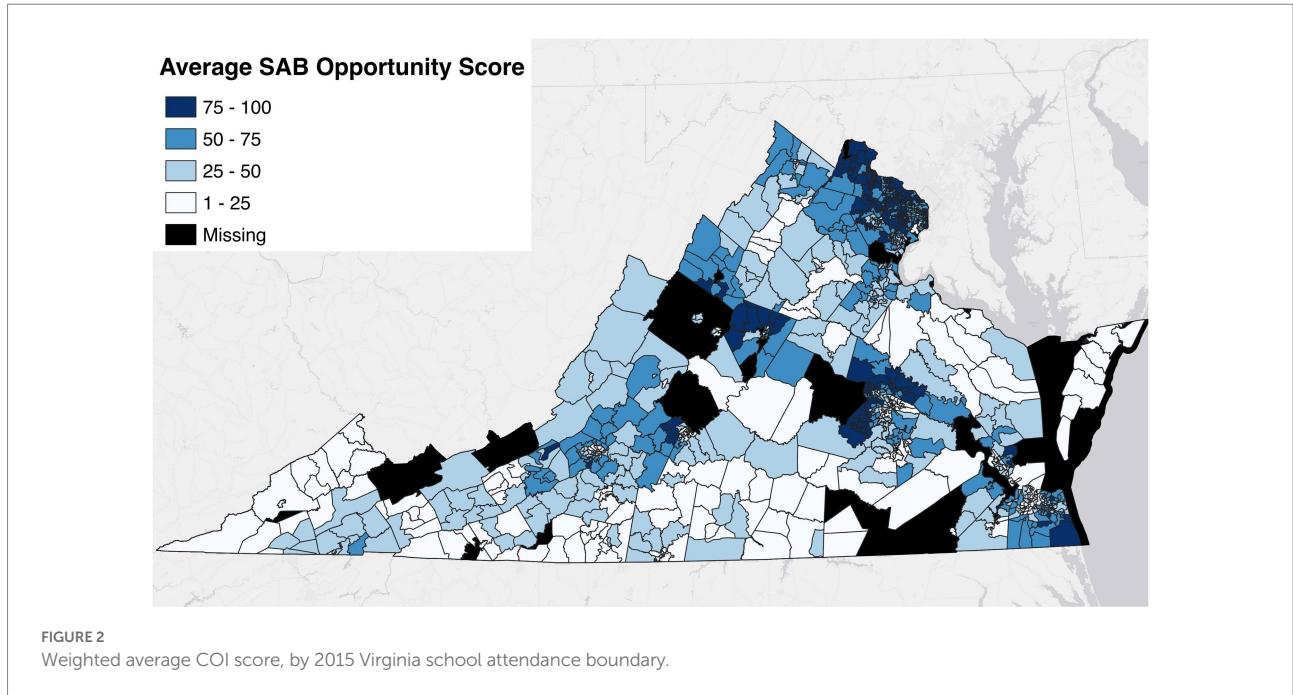 Average SAB Opportunity Score
75 - 100
50 - 75
25 - 50
1 - 25
Missing
FIGURE 2
Weighted average COI score, by 2015 Virginia school attendance boundary.